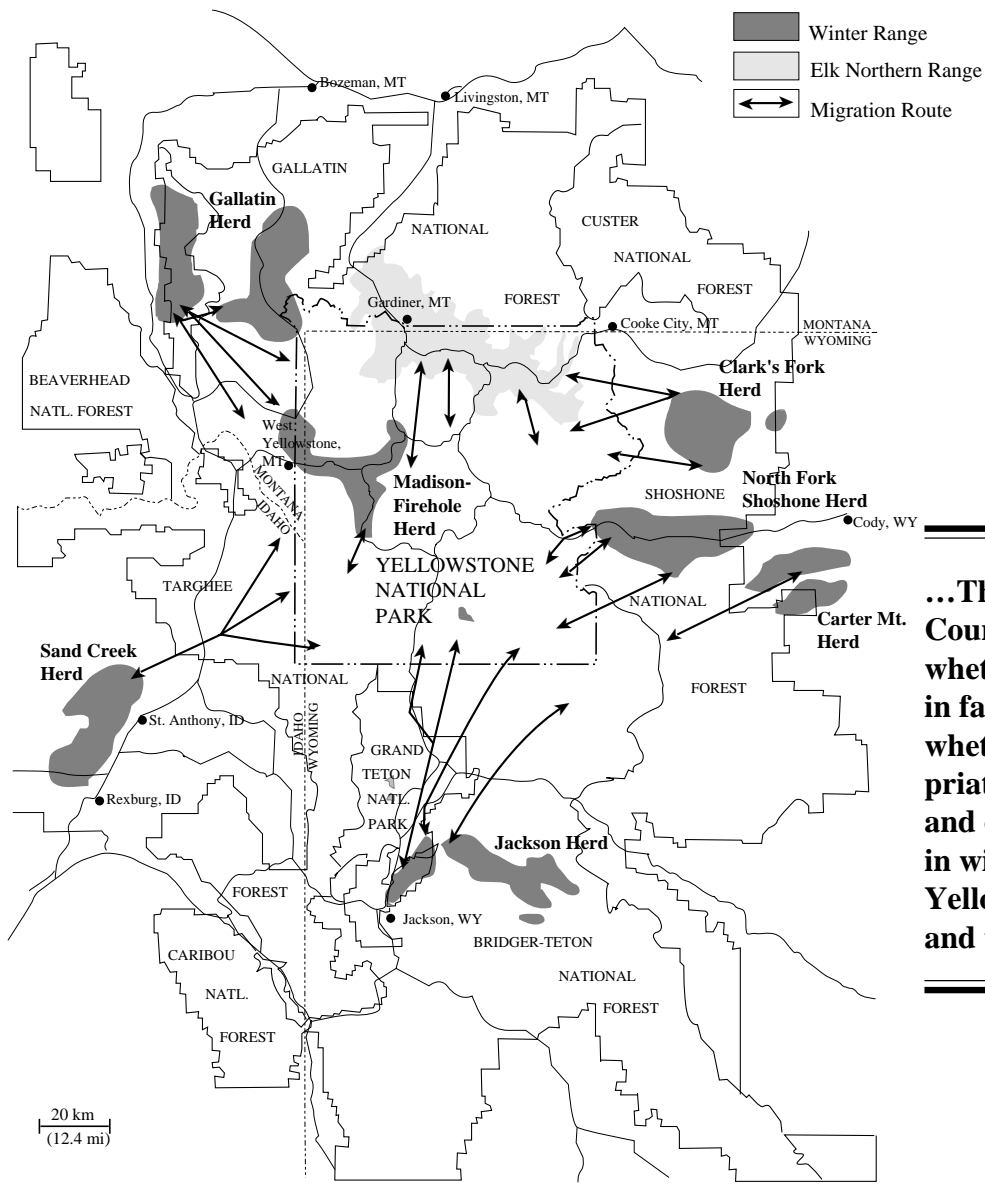 Winter Range
Elk Northern Range
Migration Route
Bozeman, MT
Livingston, MT
GALLATIN
Gallatin
Herd
NATIONAL
CUSTER
NATIONAL
FOREST
FOREST
Gardiner, MT
Cooke City, MT
MONTANA
WYOMING
BEAVERHEAD
NATL. FOREST
Clark's Fork
Herd
West
Yellowstone,
MT
MONTANA
IDAHO
Madison-
Firehole
Herd
SHOSHONE
North Fork
Shoshone Herd
Cody, WY
YELLOWSTONE
NATIONAL
PARK
TARGHEE
NATIONAL
Carter Mt.
Herd
Sand Creek
Herd
NATIONAL
FOREST
St. Anthony, ID
IDAHO
WYOMING
GRAND
TETON
NATL.
PARK
Rexburg, ID
Jackson Herd
FOREST
Jackson, WY
BRIDGER-TETON
CARIBOU
NATL.
FOREST
NATIONAL
FOREST
20 km
(12.4 mi)
…Th
Cour
whet
in fa
whet
priat
and
in wi
Yello
and